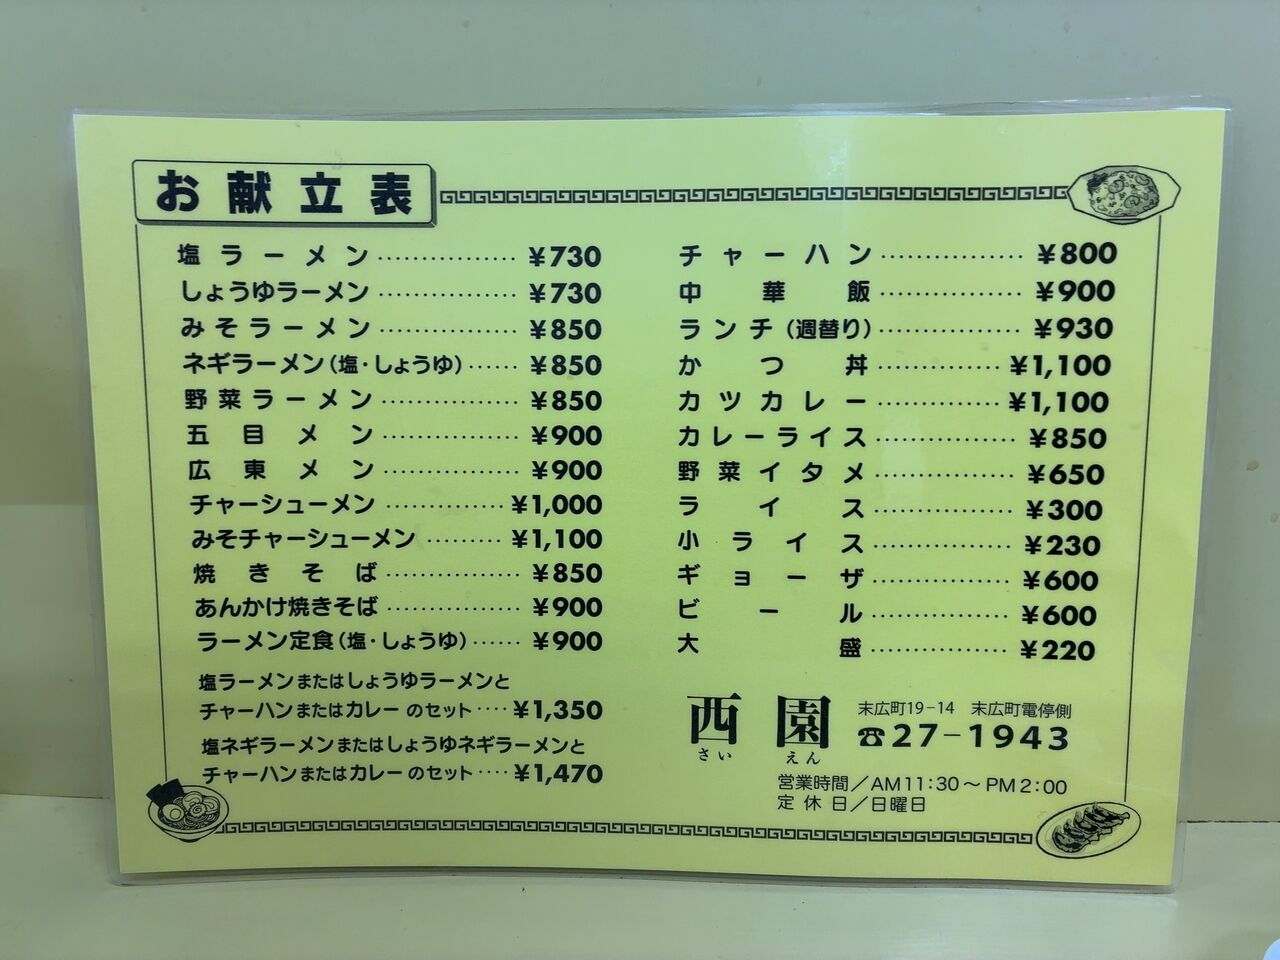 お献立表
塩ラーメン……………¥730
しょうゆラーメン……………¥730
みそラーメン……………¥850
ネギラーメン(塩・しょうゆ)……¥850
野菜ラーメン……………¥850
五目メン……………¥900
広東メン……………¥900
チャーシューメン…………¥1,000
みそチャーシューメン………¥1,100
焼きそば……………¥850
あんかけ焼きそば……………¥900
ラーメン定食(塩・しょうゆ)……¥900
塩ラーメンまたはしょうゆラーメンと
チャーハンまたはカレーのセット‥‥¥1,350
塩ネギラーメンまたはしょうゆネギラーメンと
チャーハンまたはカレーのセット‥‥¥1,470
チャーハン……………¥800
中華飯……………¥900
ランチ(週替り)……………¥930
かつ丼…………¥1,100
カツカレー…………¥1,100
カレーライス……………¥850
野菜イタメ……………¥650
ライス……………¥300
小ライス……………¥230
ギョーザ……………¥600
ビール……………¥600
大盛……………¥220
西園
さいえん
末広町19-14 末広町電停側
☎27-1943
営業時間/AM11:30~PM2:00
定休日/日曜日